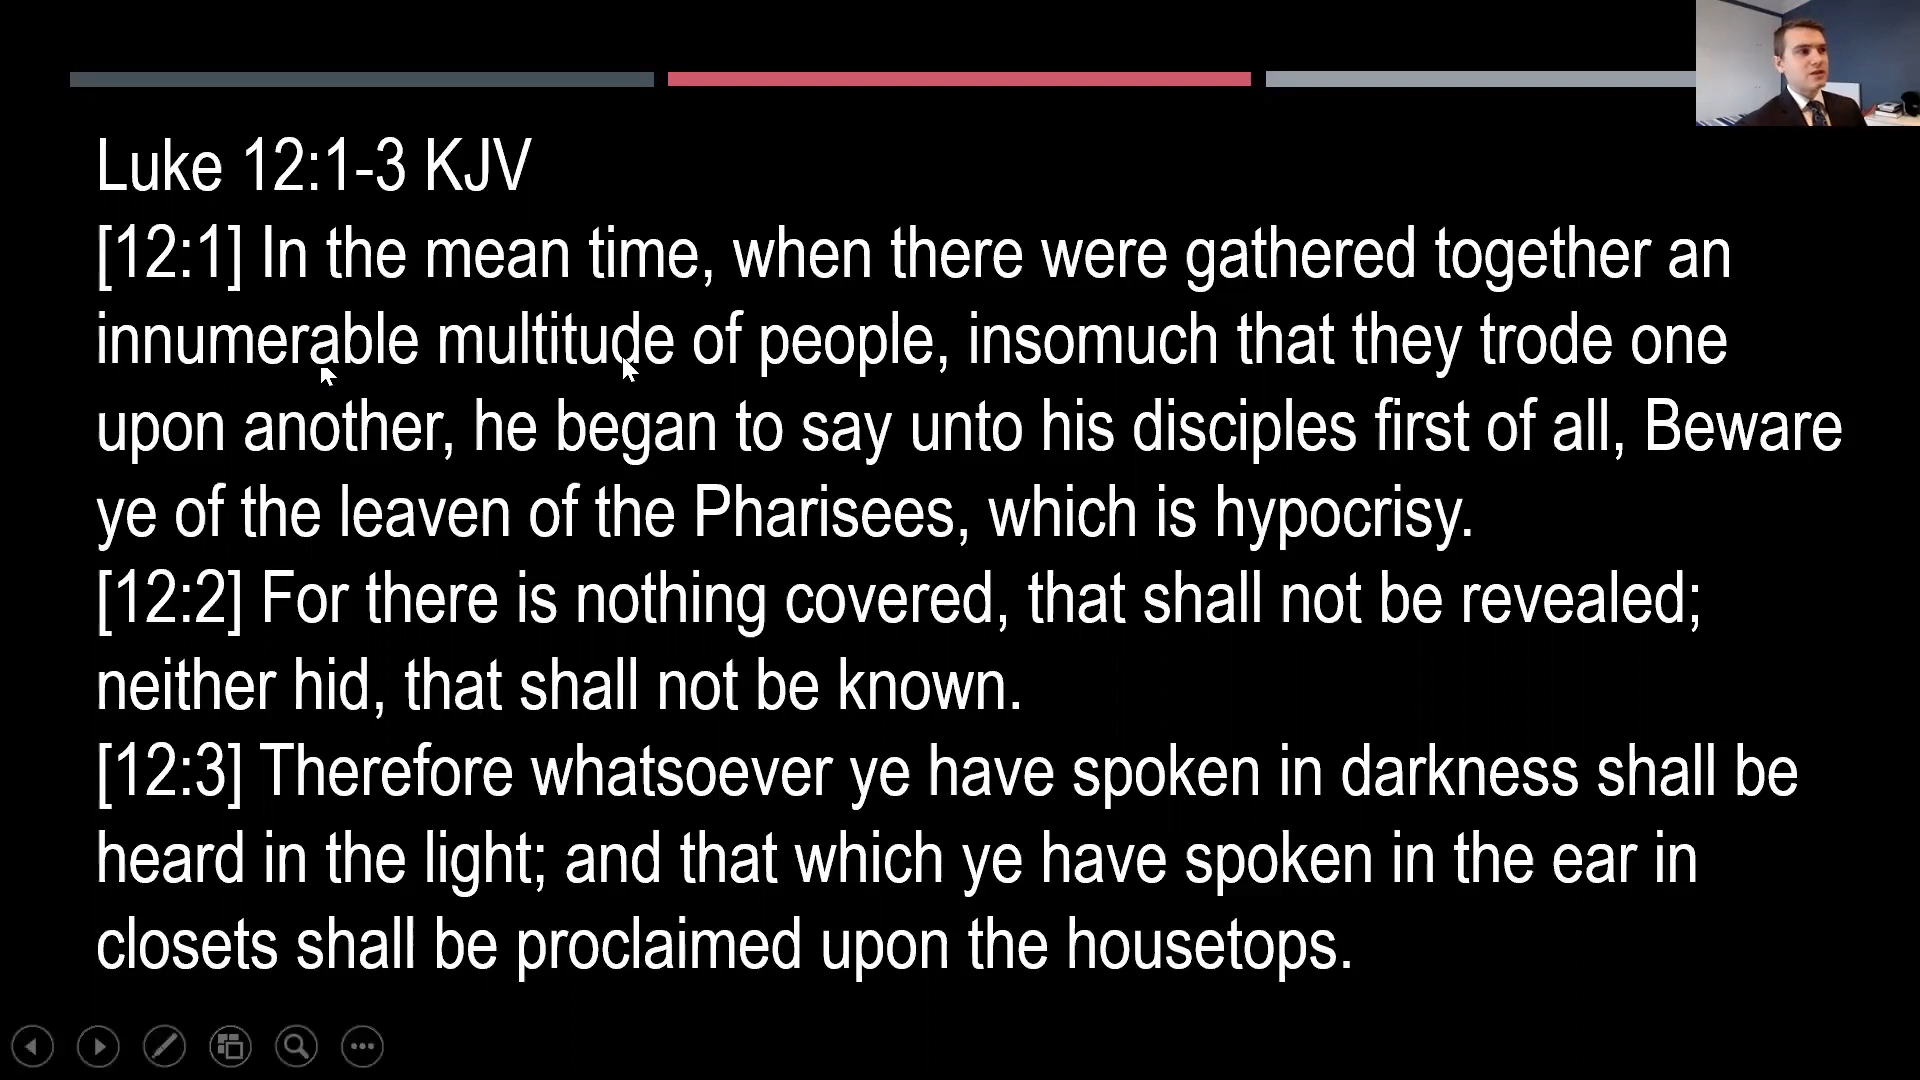 Luke 12:1-3 KJV
[12:1] In the mean time, when there were gathered together an
innumerable multitude of people, insomuch that they trode one
upon another, he began to say unto his disciples first of all, Beware
ye of the leaven of the Pharisees, which is hypocrisy.
[12:2] For there is nothing covered, that shall not be revealed;
neither hid, that shall not be known.
[12:3] Therefore whatsoever ye have spoken in darkness shall be
heard in the light; and that which ye have spoken in the ear in
closets shall be proclaimed upon the housetops.